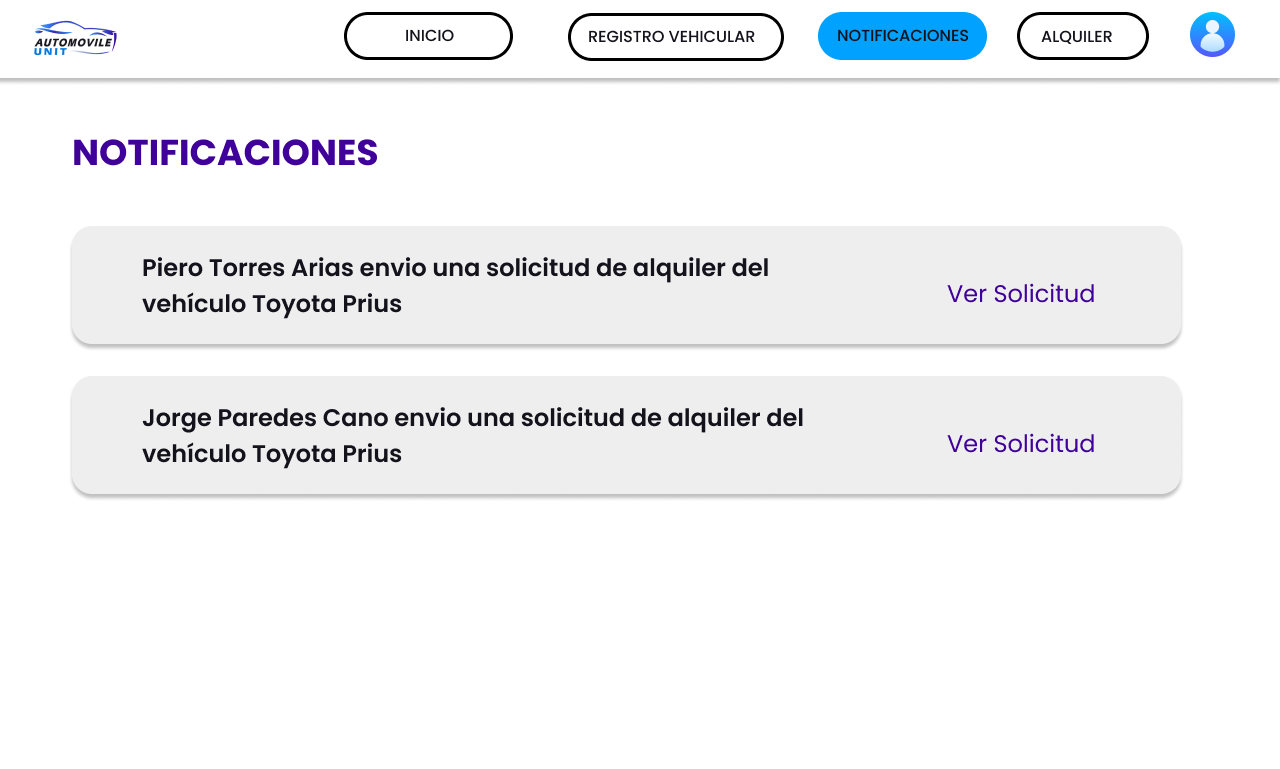 AUTOMOVILE
UNIT
INICIO
REGISTRO VEHICULAR
NOTIFICACIONES
ALQUILER
NOTIFICACIONES
Piero Torres Arias envio una solicitud de alquiler del
vehículo Toyota Prius
Ver Solicitud
Jorge Paredes Cano envio una solicitud de alquiler del
vehículo Toyota Prius
Ver Solicitud